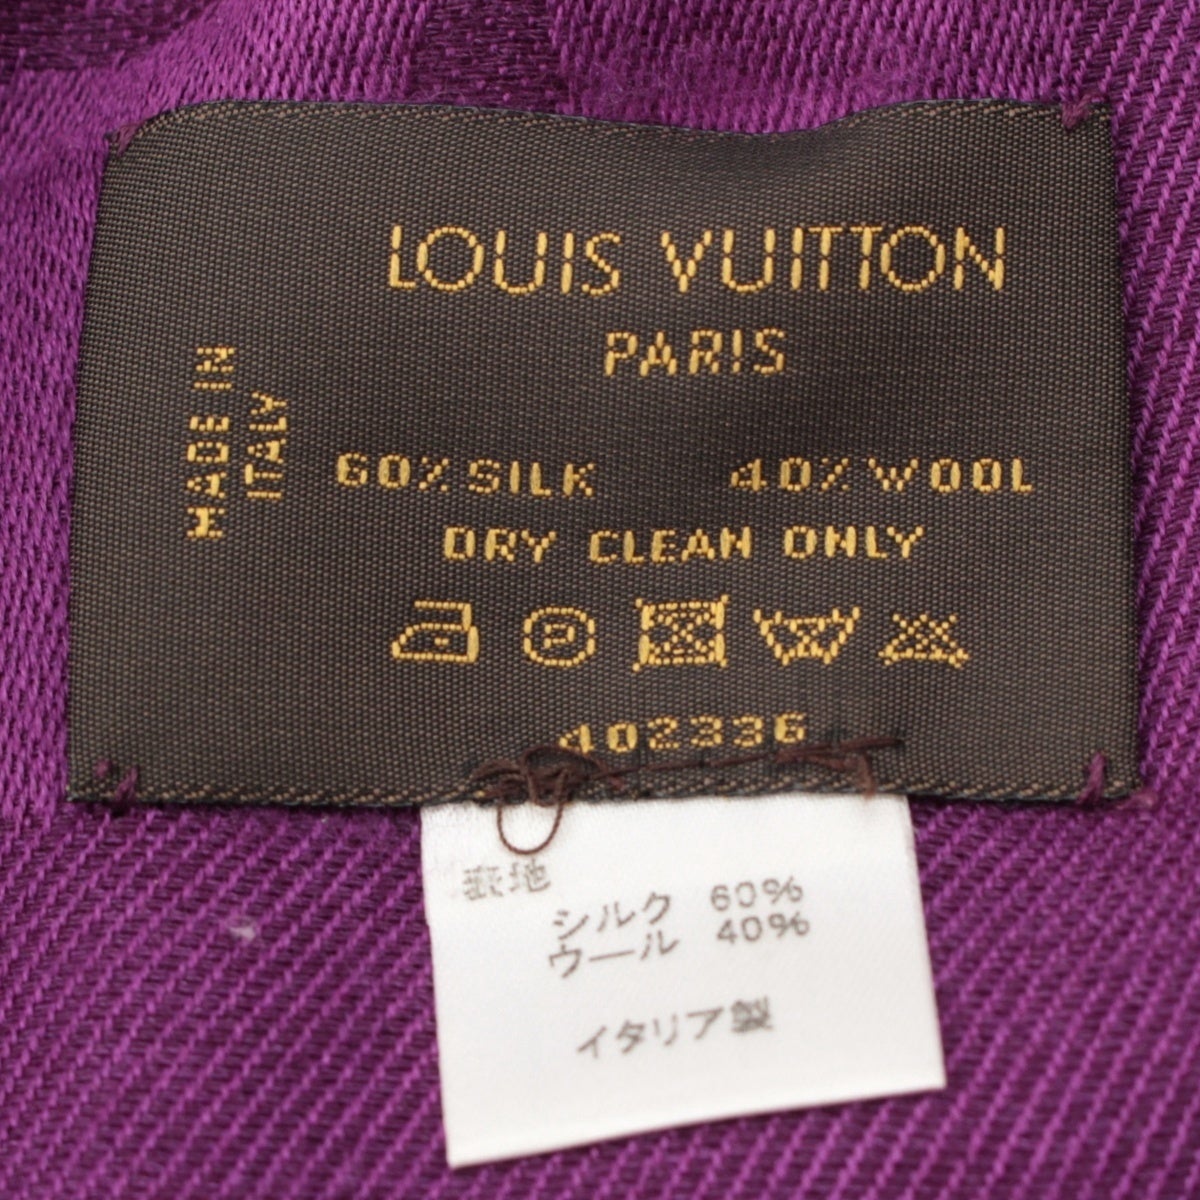 LOUIS VUITTON
PARIS
MADE IN
ITALY
60% SILK 40% WOOL
DRY CLEAN ONLY
P
402336
表地
シルク 60%
ウール 40%
イタリア製